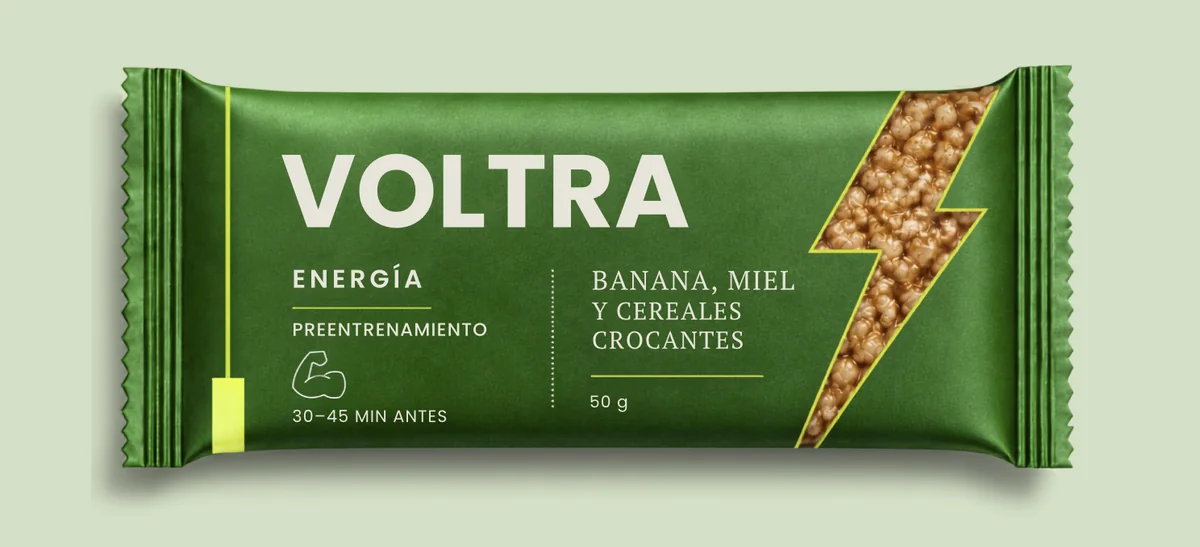 VOLTRA
ENERGÍA
PREENTRENAMIENTO
30–45 MIN ANTES
BANANA, MIEL
Y CEREALES
CROCANTES
50 g